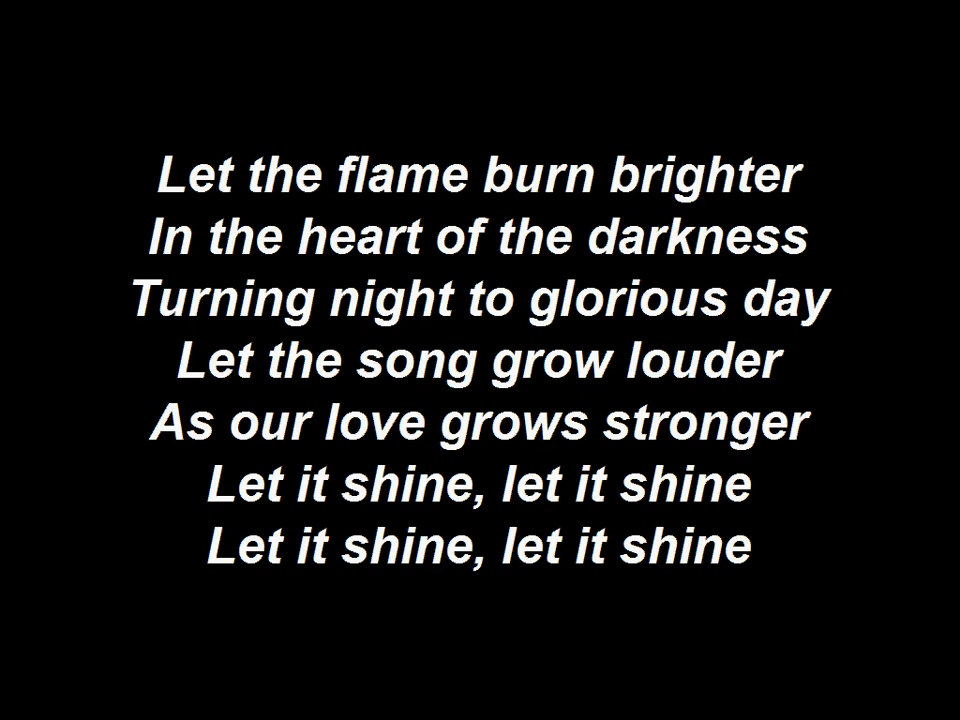 Let the flame burn brighter
In the heart of the darkness
Turning night to glorious day
Let the song grow louder
As our love grows stronger
Let it shine, let it shine
Let it shine, let it shine